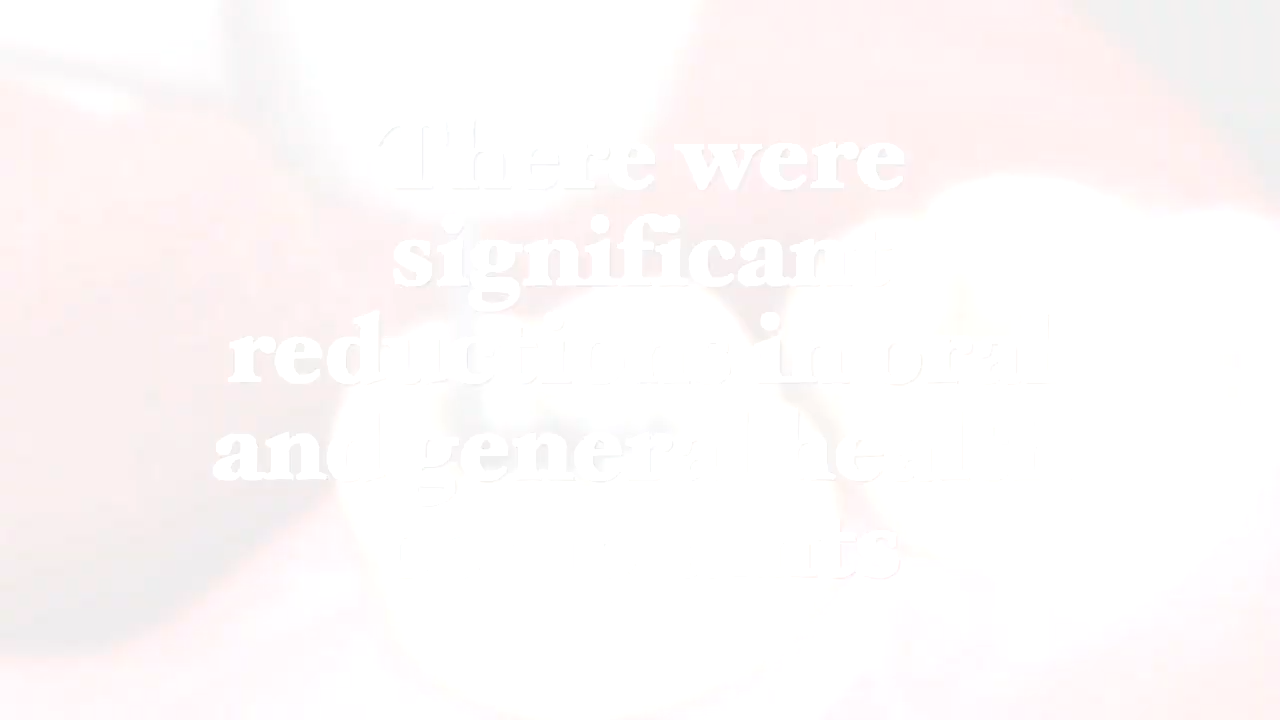 There were
significant
reductions in oral
and general health